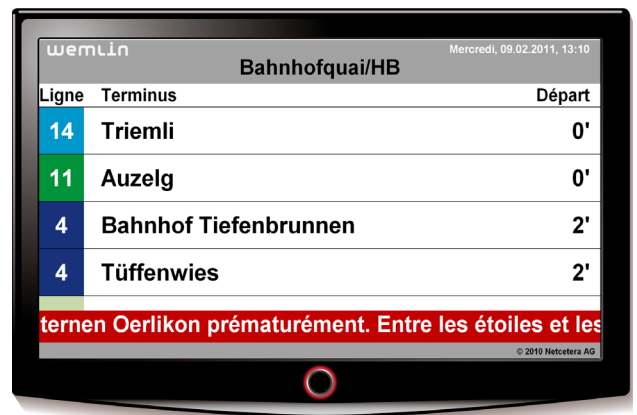 wemlin
Mercredi, 09.02.2011, 13:10
Bahnhofquai/HB
Ligne Terminus Départ
14 Triemli 0'
11 Auzelg 0'
4 Bahnhof Tiefenbrunnen 2'
4 Tüffenwies 2'
ternen Oerlikon prématurément. Entre les étoiles et les
© 2010 Netcetera AG